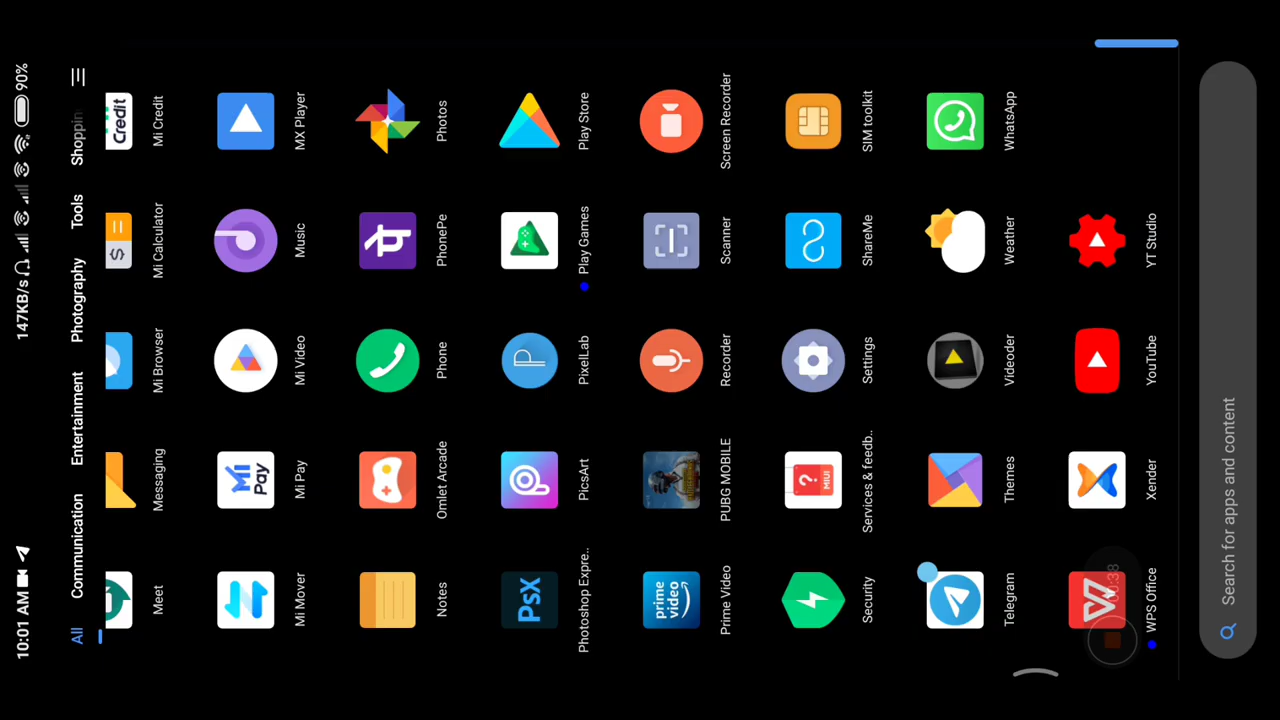 10:01 AM 147KB/s 90%
All Communication Entertainment Photography Tools Shoppin
Meet Messaging Mi Browser Mi Calculator Mi Credit
Mi Mover Mi Pay Mi Video Music MX Player
Notes Omlet Arcade Phone PhonePe Photos
Photoshop Expre.. PicsArt PixelLab Play Games Play Store
Prime Video PUBG MOBILE Recorder Scanner Screen Recorder
Security Services & feedb.. Settings ShareMe SIM toolkit
Telegram Themes Videoder Weather WhatsApp
WPS Office Xender YouTube YT Studio
Search for apps and content
Credit
Mi Pay
MIUI
PSX
prime video